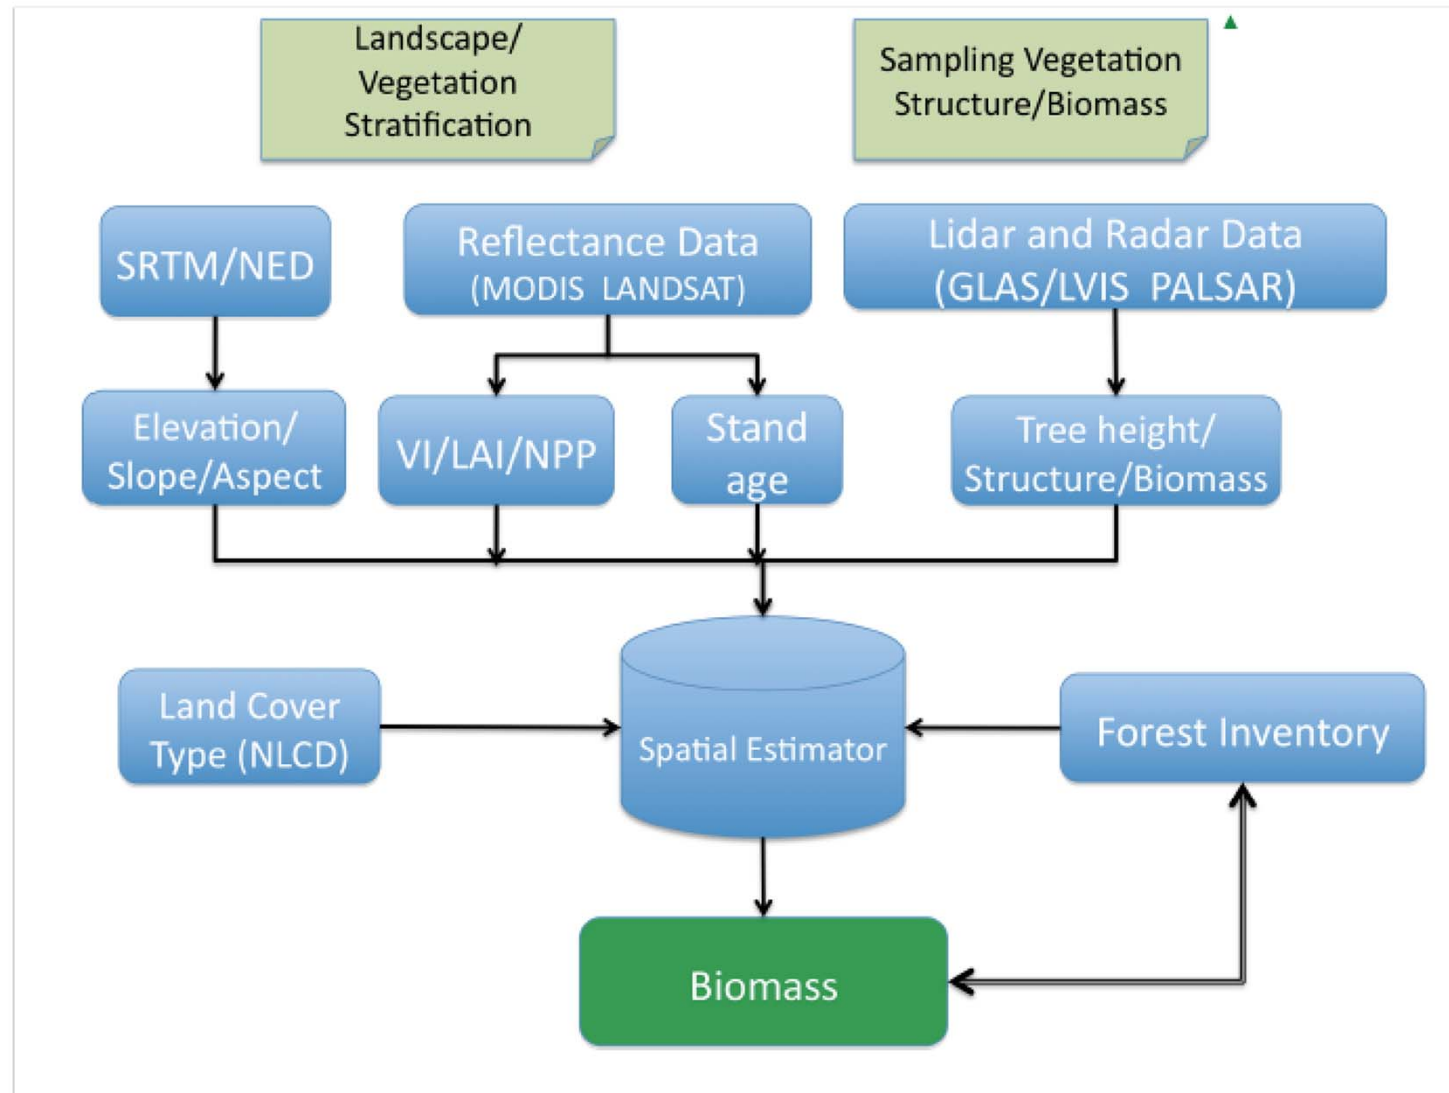 Landscape/
Vegetation
Stratification
Sampling Vegetation
Structure/Biomass
SRTM/NED
Reflectance Data
(MODIS LANDSAT)
Lidar and Radar Data
(GLAS/LVIS PALSAR)
Elevation/
Slope/Aspect
VI/LAI/NPP
Stand
age
Tree height/
Structure/Biomass
Land Cover
Type (NLCD)
Spatial Estimator
Forest Inventory
Biomass